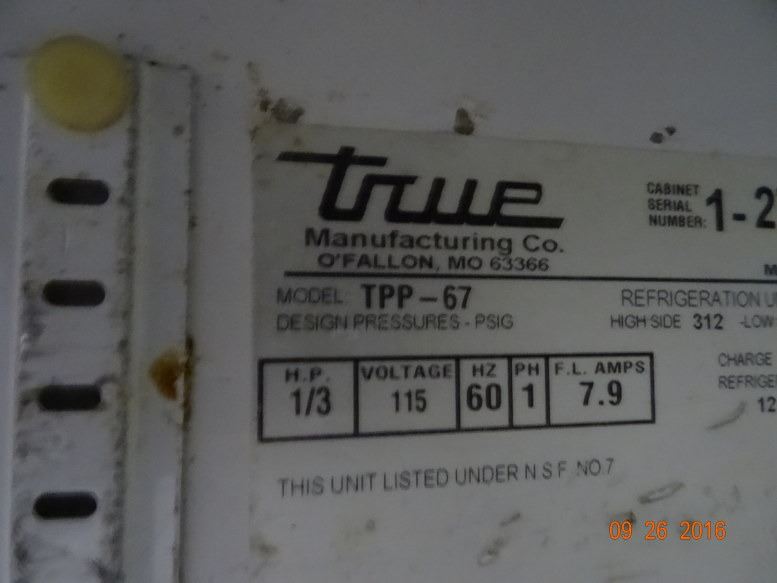 true
Manufacturing Co.
O'FALLON, MO 63366
CABINET
SERIAL
NUMBER: 1-2
MODEL: TPP-67
DESIGN PRESSURES - PSIG
REFRIGERATION
HIGH SIDE 312 -LOW
H.P. VOLTAGE HZ PH F.L. AMPS
1/3 115 60 1 7.9
CHARGE
12
THIS UNIT LISTED UNDER N S F NO.7
09 26 2016